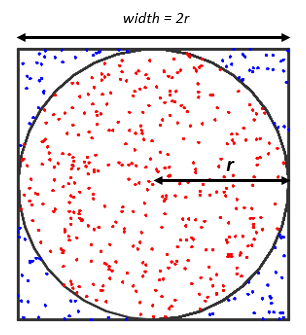 width = 2r
r